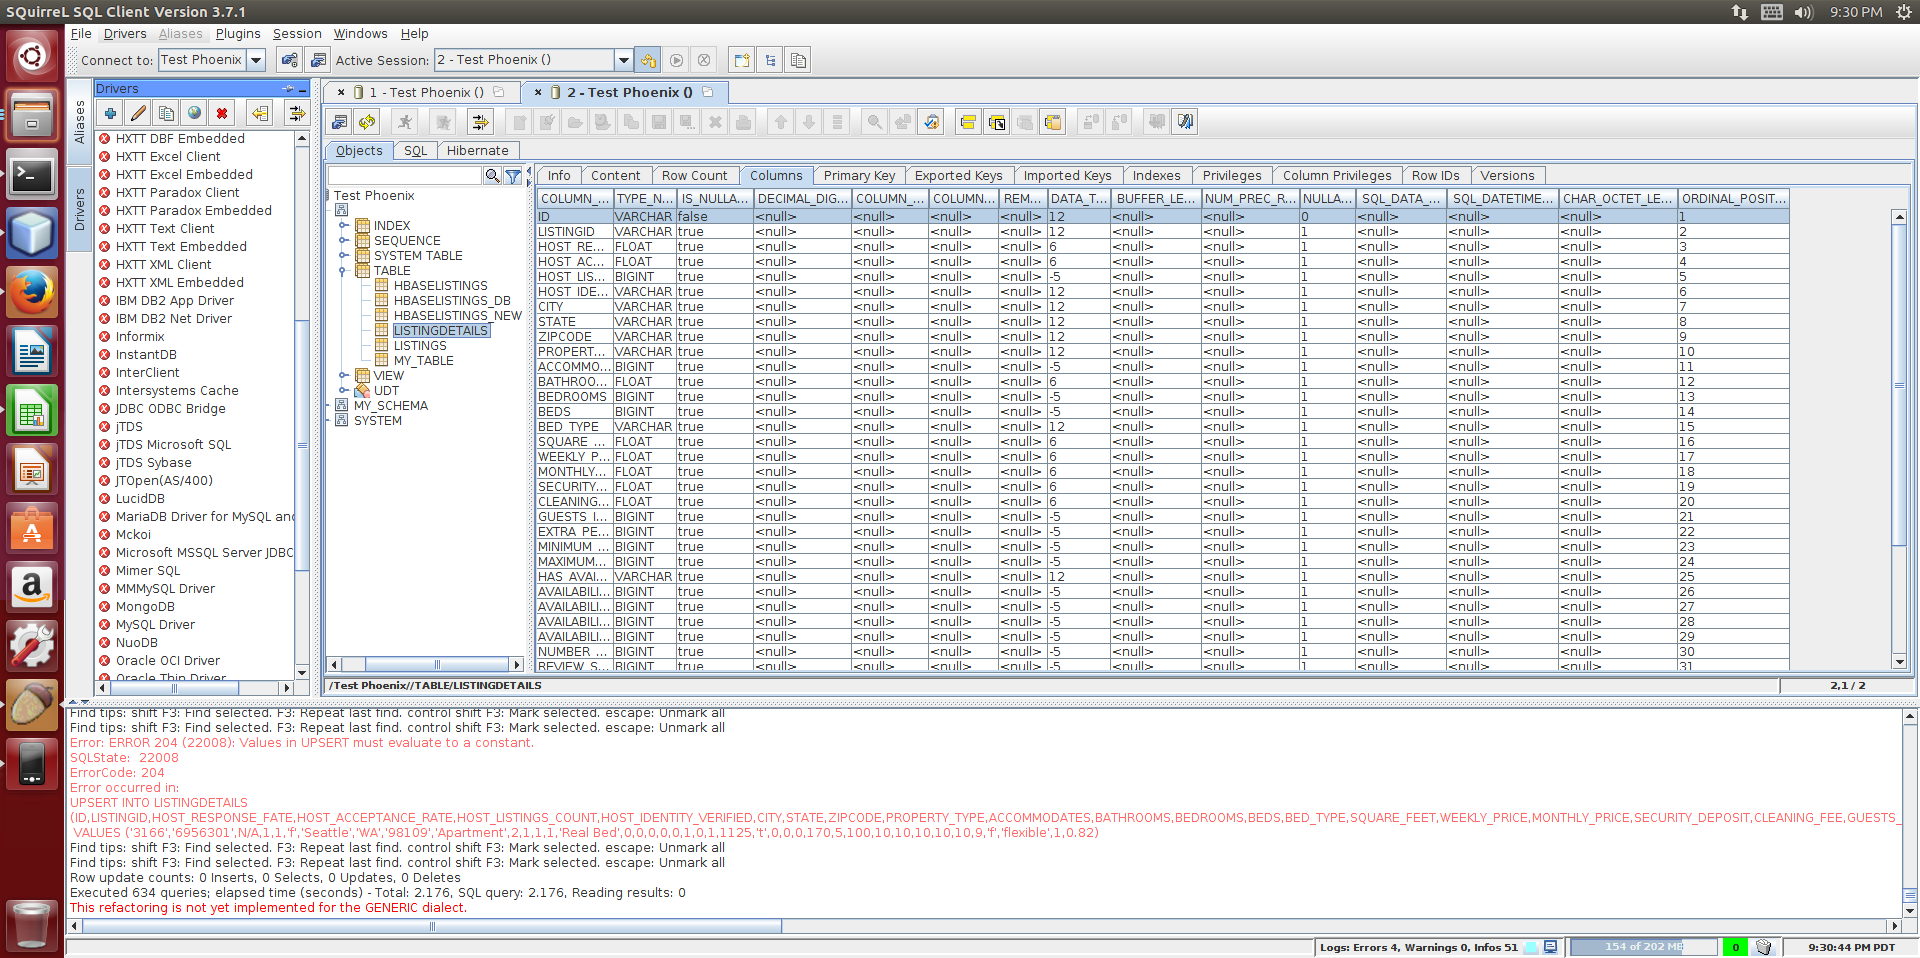 SQuirreL SQL Client Version 3.7.1
9:30 PM
File Drivers Aliases Plugins Session Windows Help
Connect to: Test Phoenix Active Session: 2 - Test Phoenix ()
Drivers
1 - Test Phoenix () 2 - Test Phoenix ()
Aliases
Drivers
HXTT DBF Embedded
HXTT Excel Client
HXTT Excel Embedded
HXTT Paradox Client
HXTT Paradox Embedded
HXTT Text Client
HXTT Text Embedded
HXTT XML Client
HXTT XML Embedded
IBM DB2 App Driver
IBM DB2 Net Driver
Informix
InstantDB
InterClient
Intersystems Cache
JDBC ODBC Bridge
jTDS
jTDS Microsoft SQL
jTDS Sybase
JTOpen(AS/400)
LucidDB
MariaDB Driver for MySQL and
Mckoi
Microsoft MSSQL Server JDBC
Mimer SQL
MMMySQL Driver
MongoDB
MySQL Driver
NuoDB
Oracle OCI Driver
Oracle Thin Driver
Objects SQL Hibernate
Test Phoenix
INDEX
SEQUENCE
SYSTEM TABLE
TABLE
HBASELISTINGS
HBASELISTINGS_DB
HBASELISTINGS_NEW
LISTINGDETAILS
LISTINGS
MY_TABLE
VIEW
UDT
MY_SCHEMA
SYSTEM
Info Content Row Count Columns Primary Key Exported Keys Imported Keys Indexes Privileges Column Privileges Row IDs Versions
COLUMN_... TYPE_N... IS_NULLA... DECIMAL_DIG... COLUMN_... COLUMN... REM... DATA_T... BUFFER_LE... NUM_PREC_R... NULLA... SQL_DATA_... SQL_DATETIME... CHAR_OCTET_LE... ORDINAL_POSIT...
ID VARCHAR false <null> <null> <null> <null> 12 <null> <null> 0 <null> <null> <null> 1
LISTINGID VARCHAR true <null> <null> <null> <null> 12 <null> <null> 1 <null> <null> <null> 2
HOST_RE... FLOAT true <null> <null> <null> <null> 6 <null> <null> 1 <null> <null> <null> 3
HOST_AC... FLOAT true <null> <null> <null> <null> 6 <null> <null> 1 <null> <null> <null> 4
HOST_LIS... BIGINT true <null> <null> <null> <null> -5 <null> <null> 1 <null> <null> <null> 5
HOST_IDE... VARCHAR true <null> <null> <null> <null> 12 <null> <null> 1 <null> <null> <null> 6
CITY VARCHAR true <null> <null> <null> <null> 12 <null> <null> 1 <null> <null> <null> 7
STATE VARCHAR true <null> <null> <null> <null> 12 <null> <null> 1 <null> <null> <null> 8
ZIPCODE VARCHAR true <null> <null> <null> <null> 12 <null> <null> 1 <null> <null> <null> 9
PROPERT... VARCHAR true <null> <null> <null> <null> 12 <null> <null> 1 <null> <null> <null> 10
ACCOMMO... BIGINT true <null> <null> <null> <null> -5 <null> <null> 1 <null> <null> <null> 11
BATHROO... FLOAT true <null> <null> <null> <null> 6 <null> <null> 1 <null> <null> <null> 12
BEDROOMS BIGINT true <null> <null> <null> <null> -5 <null> <null> 1 <null> <null> <null> 13
BEDS BIGINT true <null> <null> <null> <null> -5 <null> <null> 1 <null> <null> <null> 14
BED_TYPE VARCHAR true <null> <null> <null> <null> 12 <null> <null> 1 <null> <null> <null> 15
SQUARE_... FLOAT true <null> <null> <null> <null> 6 <null> <null> 1 <null> <null> <null> 16
WEEKLY_P... FLOAT true <null> <null> <null> <null> 6 <null> <null> 1 <null> <null> <null> 17
MONTHLY... FLOAT true <null> <null> <null> <null> 6 <null> <null> 1 <null> <null> <null> 18
SECURITY... FLOAT true <null> <null> <null> <null> 6 <null> <null> 1 <null> <null> <null> 19
CLEANING... FLOAT true <null> <null> <null> <null> 6 <null> <null> 1 <null> <null> <null> 20
GUESTS_I... BIGINT true <null> <null> <null> <null> -5 <null> <null> 1 <null> <null> <null> 21
EXTRA_PE... BIGINT true <null> <null> <null> <null> -5 <null> <null> 1 <null> <null> <null> 22
MINIMUM_... BIGINT true <null> <null> <null> <null> -5 <null> <null> 1 <null> <null> <null> 23
MAXIMUM... BIGINT true <null> <null> <null> <null> -5 <null> <null> 1 <null> <null> <null> 24
HAS_AVAI... VARCHAR true <null> <null> <null> <null> 12 <null> <null> 1 <null> <null> <null> 25
AVAILABILI... BIGINT true <null> <null> <null> <null> -5 <null> <null> 1 <null> <null> <null> 26
AVAILABILI... BIGINT true <null> <null> <null> <null> -5 <null> <null> 1 <null> <null> <null> 27
AVAILABILI... BIGINT true <null> <null> <null> <null> -5 <null> <null> 1 <null> <null> <null> 28
AVAILABILI... BIGINT true <null> <null> <null> <null> -5 <null> <null> 1 <null> <null> <null> 29
NUMBER_... BIGINT true <null> <null> <null> <null> -5 <null> <null> 1 <null> <null> <null> 30
REVIEW_S... BIGINT true <null> <null> <null> <null> -5 <null> <null> 1 <null> <null> <null> 31
/Test Phoenix//TABLE/LISTINGDETAILS 2,1 / 2
Find tips: shift F3: Find selected. F3: Repeat last find. control shift F3: Mark selected. escape: Unmark all
Find tips: shift F3: Find selected. F3: Repeat last find. control shift F3: Mark selected. escape: Unmark all
Error: ERROR 204 (22008): Values in UPSERT must evaluate to a constant.
SQLState: 22008
ErrorCode: 204
Error occurred in:
UPSERT INTO LISTINGDETAILS
(ID,LISTINGID,HOST_RESPONSE_FATE,HOST_ACCEPTANCE_RATE,HOST_LISTINGS_COUNT,HOST_IDENTITY_VERIFIED,CITY,STATE,ZIPCODE,PROPERTY_TYPE,ACCOMMODATES,BATHROOMS,BEDROOMS,BEDS,BED_TYPE,SQUARE_FEET,WEEKLY_PRICE,MONTHLY_PRICE,SECURITY_DEPOSIT,CLEANING_FEE,GUESTS_
VALUES ('3166','6956301',N/A,1,1,'f','Seattle','WA','98109','Apartment',2,1,1,1,'Real Bed',0,0,0,0,0,1,0,1,1125,'t',0,0,0,170,5,100,10,10,10,10,10,9,'f','flexible',1,0.82)
Find tips: shift F3: Find selected. F3: Repeat last find. control shift F3: Mark selected. escape: Unmark all
Find tips: shift F3: Find selected. F3: Repeat last find. control shift F3: Mark selected. escape: Unmark all
Row update counts: 0 Inserts, 0 Selects, 0 Updates, 0 Deletes
Executed 634 queries; elapsed time (seconds) - Total: 2.176, SQL query: 2.176, Reading results: 0
This refactoring is not yet implemented for the GENERIC dialect.
Logs: Errors 4, Warnings 0, Infos 51 154 of 202 MB 0 9:30:44 PM PDT